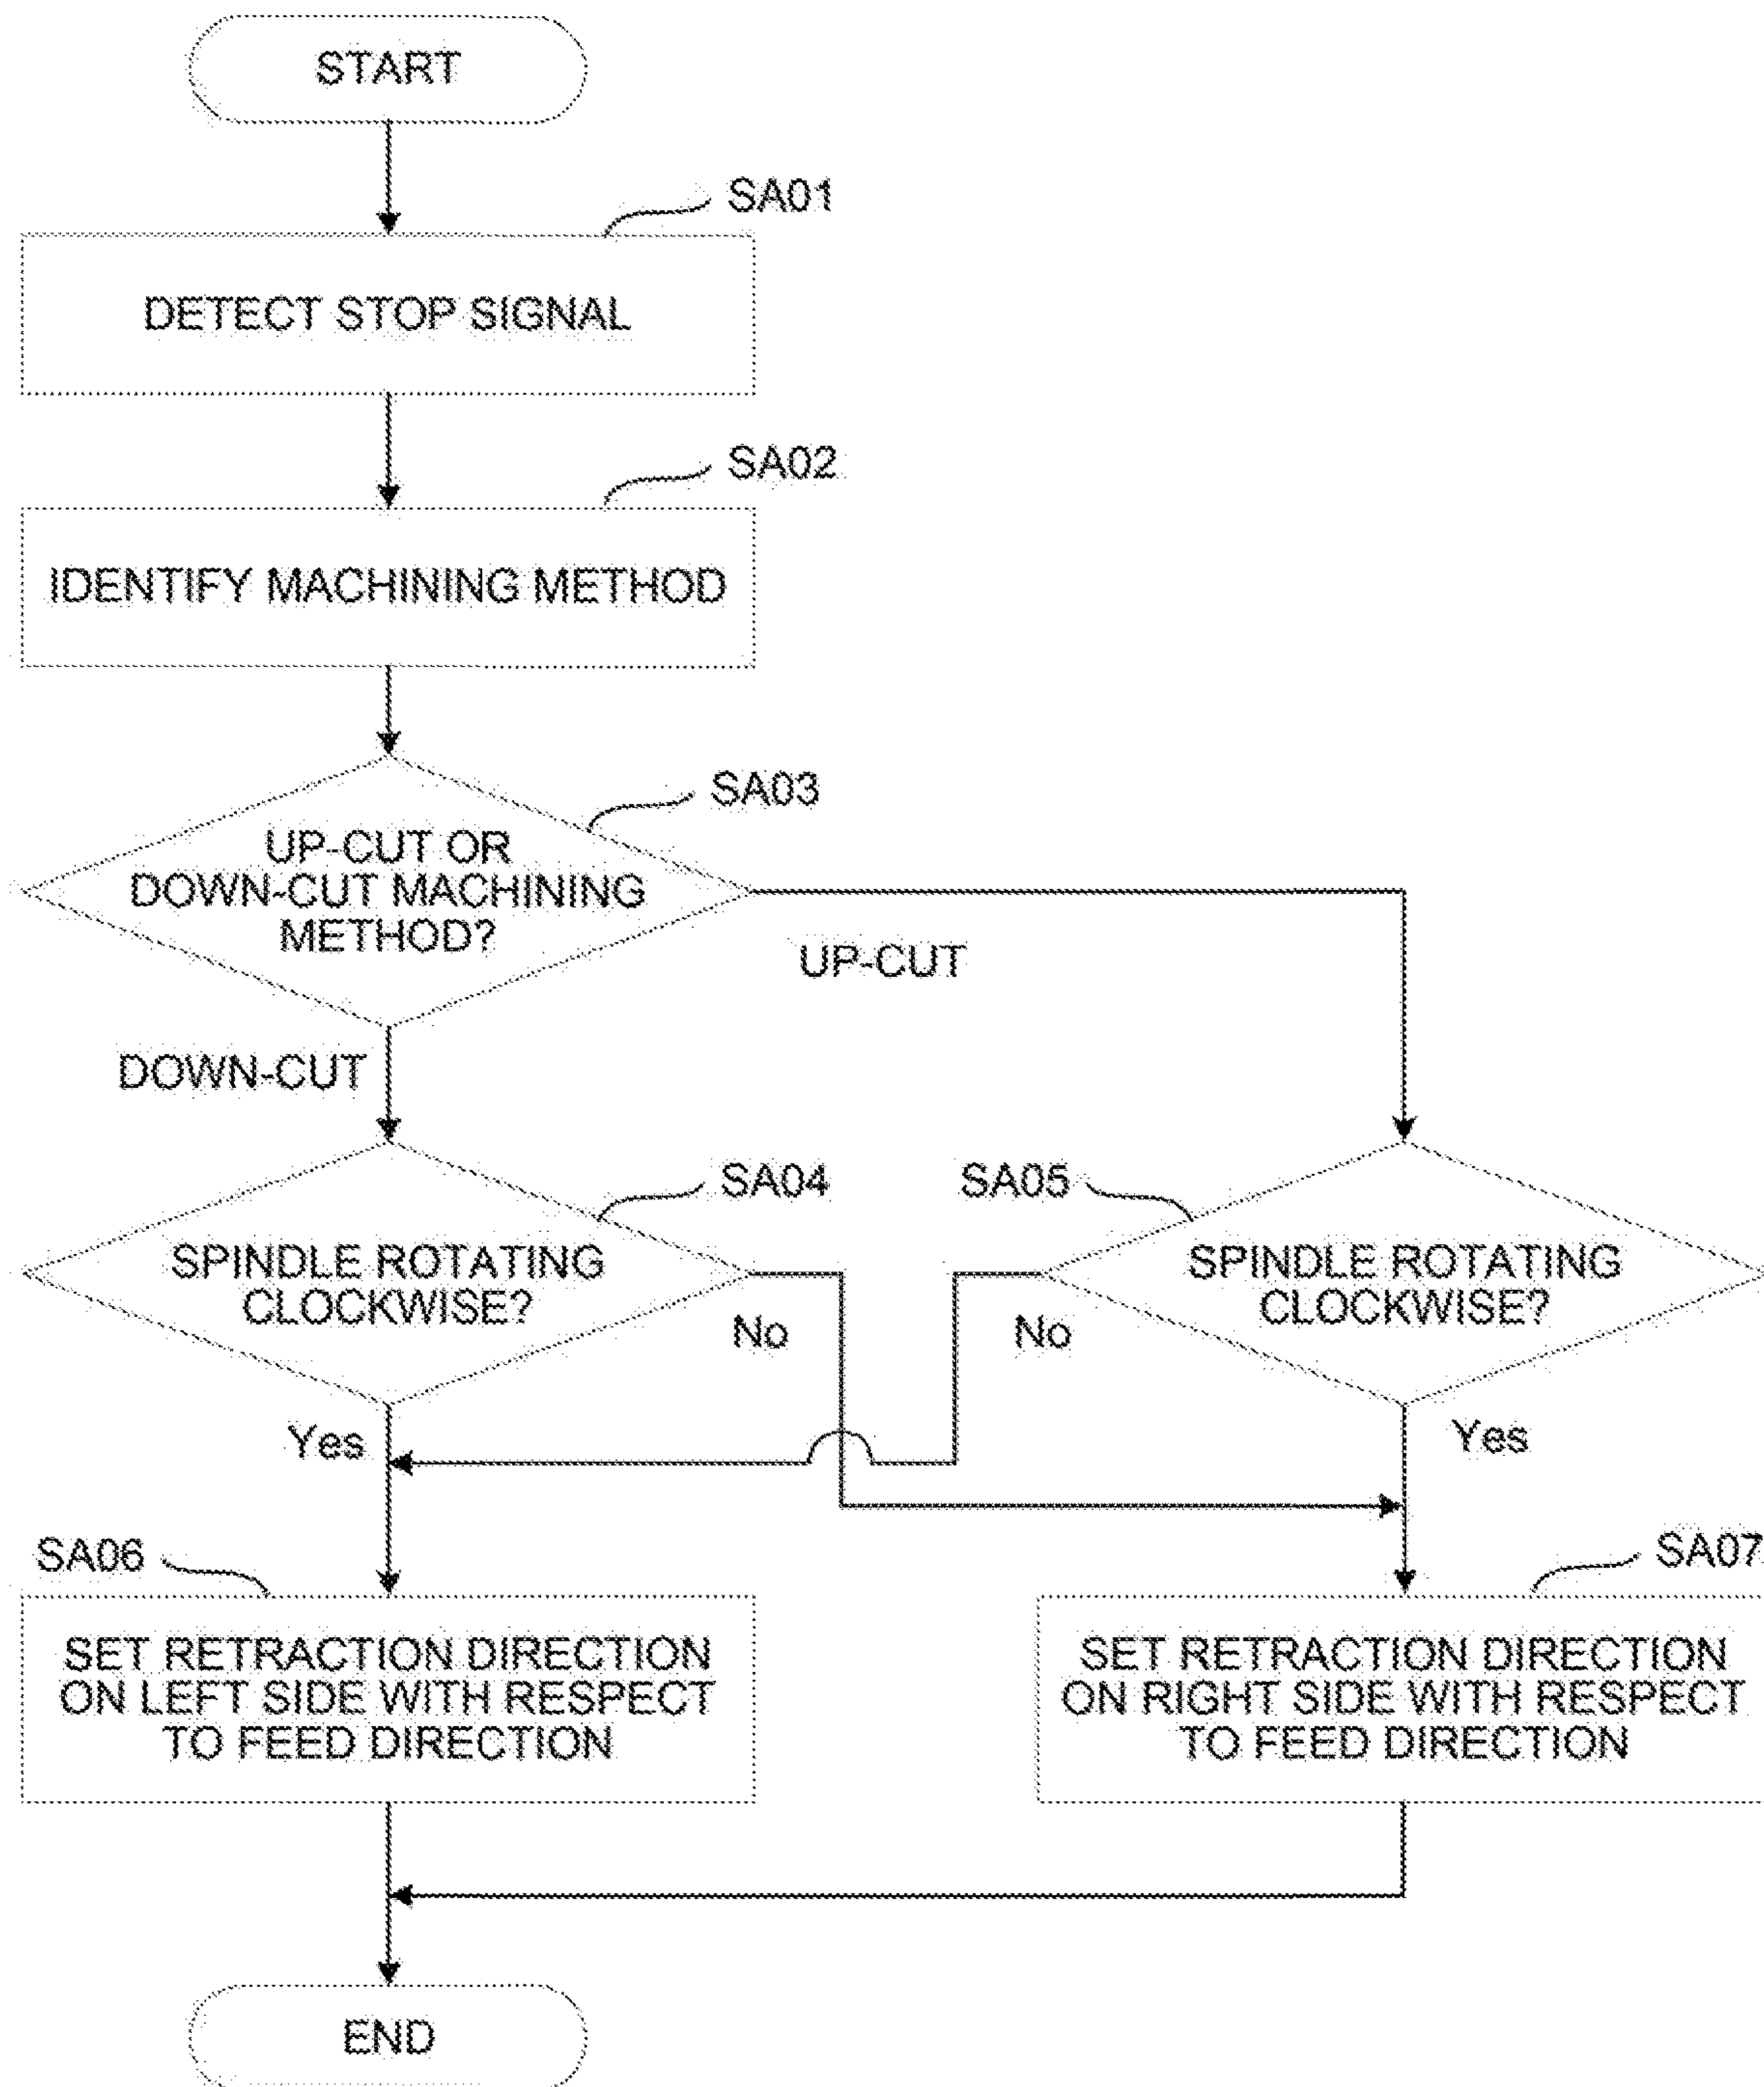 START
SA01
DETECT STOP SIGNAL
SA02
IDENTIFY MACHINING METHOD
SA03
UP-CUT OR
DOWN-CUT MACHINING
METHOD?
UP-CUT
DOWN-CUT
SA04
SA05
SPINDLE ROTATING
CLOCKWISE?
SPINDLE ROTATING
CLOCKWISE?
No
No
Yes
Yes
SA06
SA07
SET RETRACTION DIRECTION
ON LEFT SIDE WITH RESPECT
TO FEED DIRECTION
SET RETRACTION DIRECTION
ON RIGHT SIDE WITH RESPECT
TO FEED DIRECTION
END